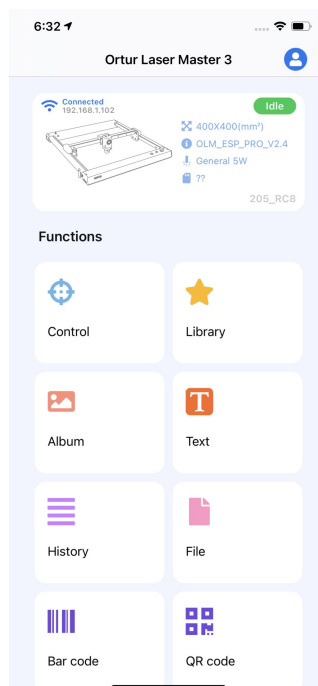 6:32
Ortur Laser Master 3
Connected
192.168.1.102
Idle
400X400(mm²)
OLM_ESP_PRO_V2.4
General 5W
??
205_RC8
Functions
Control
Library
Album
T
Text
History
File
Bar code
QR code